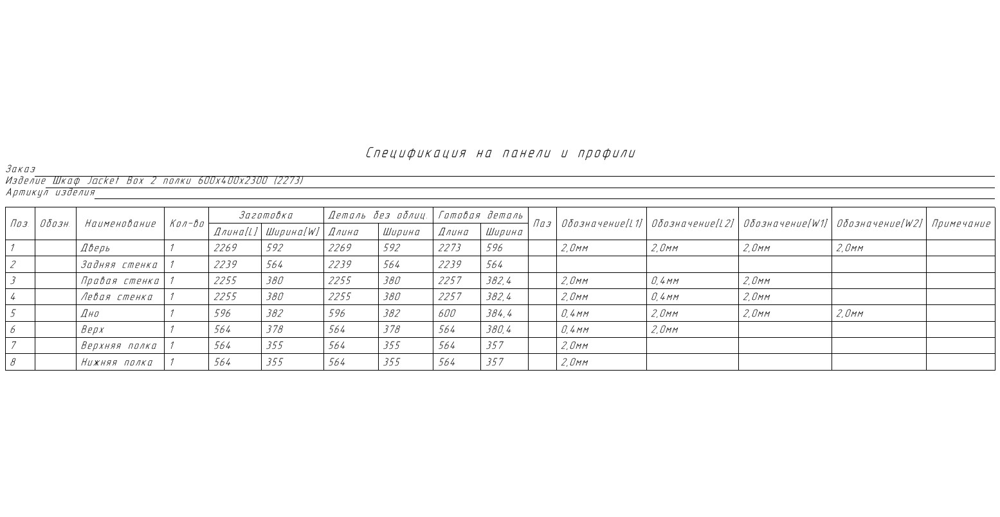 Спецификация на панели и профили
Заказ
Изделие Шкаф Jacket Box 2 полки 600х400х2300 (2273)
Артикул изделия
Поз. Обозн. Наименование Кол-во Заготовка Деталь без облиц. Готовая деталь Паз Обозначение[L1] Обозначение[L2] Обозначение[W1] Обозначение[W2] Примечание
Длина[L] Ширина[W] Длина Ширина Длина Ширина
1 Дверь 1 2269 592 2269 592 2273 596 2,0мм 2,0мм 2,0мм 2,0мм
2 Задняя стенка 1 2239 564 2239 564 2239 564
3 Правая стенка 1 2255 380 2255 380 2257 382,4 2,0мм 0,4мм 2,0мм
4 Левая стенка 1 2255 380 2255 380 2257 382,4 2,0мм 0,4мм 2,0мм
5 Дно 1 596 382 596 382 600 384,4 0,4мм 2,0мм 2,0мм 2,0мм
6 Верх 1 564 378 564 378 564 380,4 0,4мм 2,0мм
7 Верхняя полка 1 564 355 564 355 564 357 2,0мм
8 Нижняя полка 1 564 355 564 355 564 357 2,0мм